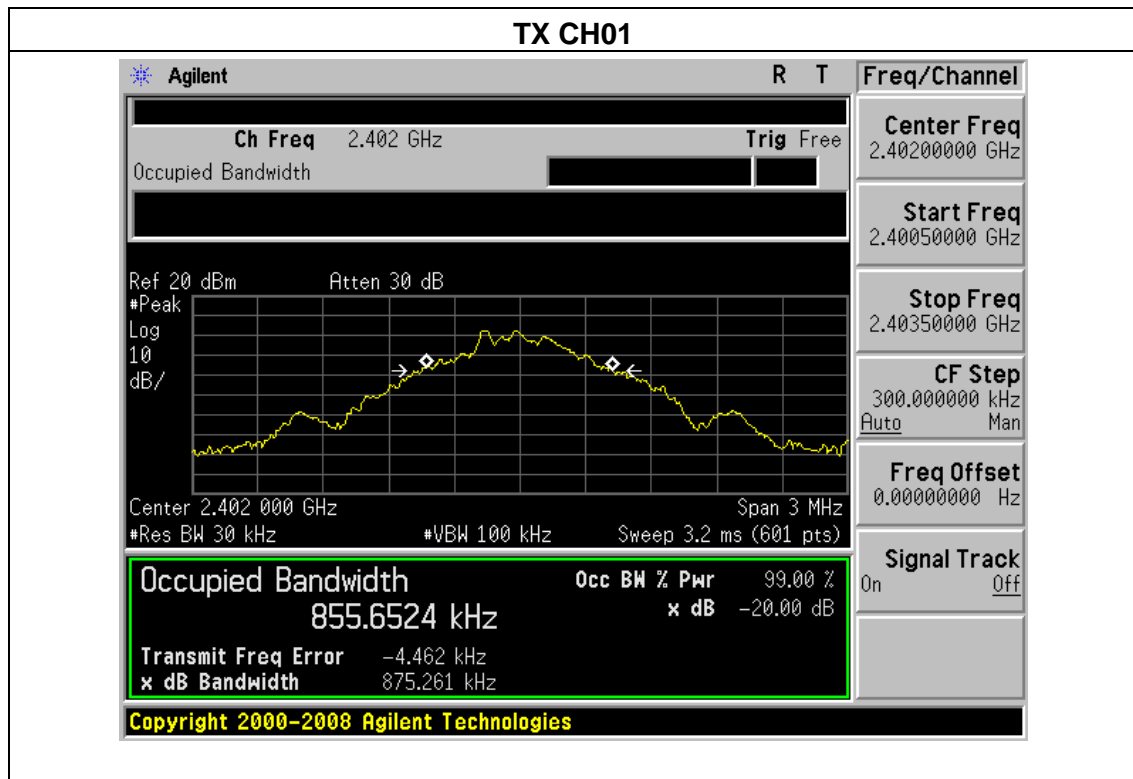 TX CH01
Agilent R T
Freq/Channel
Ch Freq 2.402 GHz Trig Free
Occupied Bandwidth
Center Freq
2.40200000 GHz
Start Freq
2.40050000 GHz
Stop Freq
2.40350000 GHz
CF Step
300.000000 kHz
Auto Man
Freq Offset
0.00000000 Hz
Signal Track
On Off
Ref 20 dBm Atten 30 dB
#Peak
Log
10
dB/
Center 2.402 000 GHz Span 3 MHz
#Res BW 30 kHz #VBW 100 kHz Sweep 3.2 ms (601 pts)
Occupied Bandwidth
855.6524 kHz
Occ BW % Pwr 99.00 %
x dB -20.00 dB
Transmit Freq Error -4.462 kHz
x dB Bandwidth 875.261 kHz
Copyright 2000-2008 Agilent Technologies